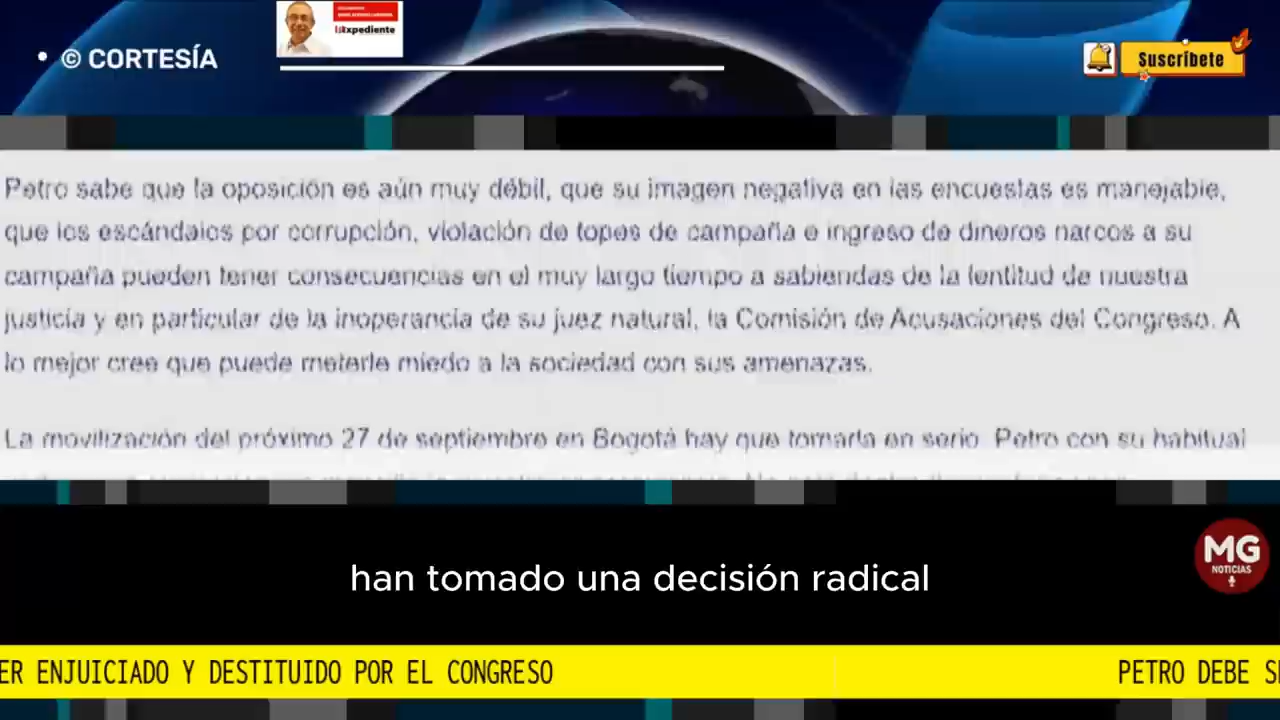 • © CORTESÍA
Expediente
Suscríbete
Petro sabe que la oposición es aún muy débil, que su imagen negativa en las encuestas es manejable,
que los escándalos por corrupción, violación de topes de campaña e ingreso de dineros narcos a su
campaña pueden tener consecuencias en el muy largo tiempo a sabiendas de la lentitud de nuestra
justicia y en particular de la inoperancia de su juez natural, la Comisión de Acusaciones del Congreso. A
lo mejor cree que puede meterle miedo a la sociedad con sus amenazas.
La movilización del próximo 27 de septiembre en Bogotá hay que tomarla en serio. Petro con su habitual
han tomado una decisión radical
MG
NOTICIAS
ER ENJUICIADO Y DESTITUIDO POR EL CONGRESO
PETRO DEBE SE